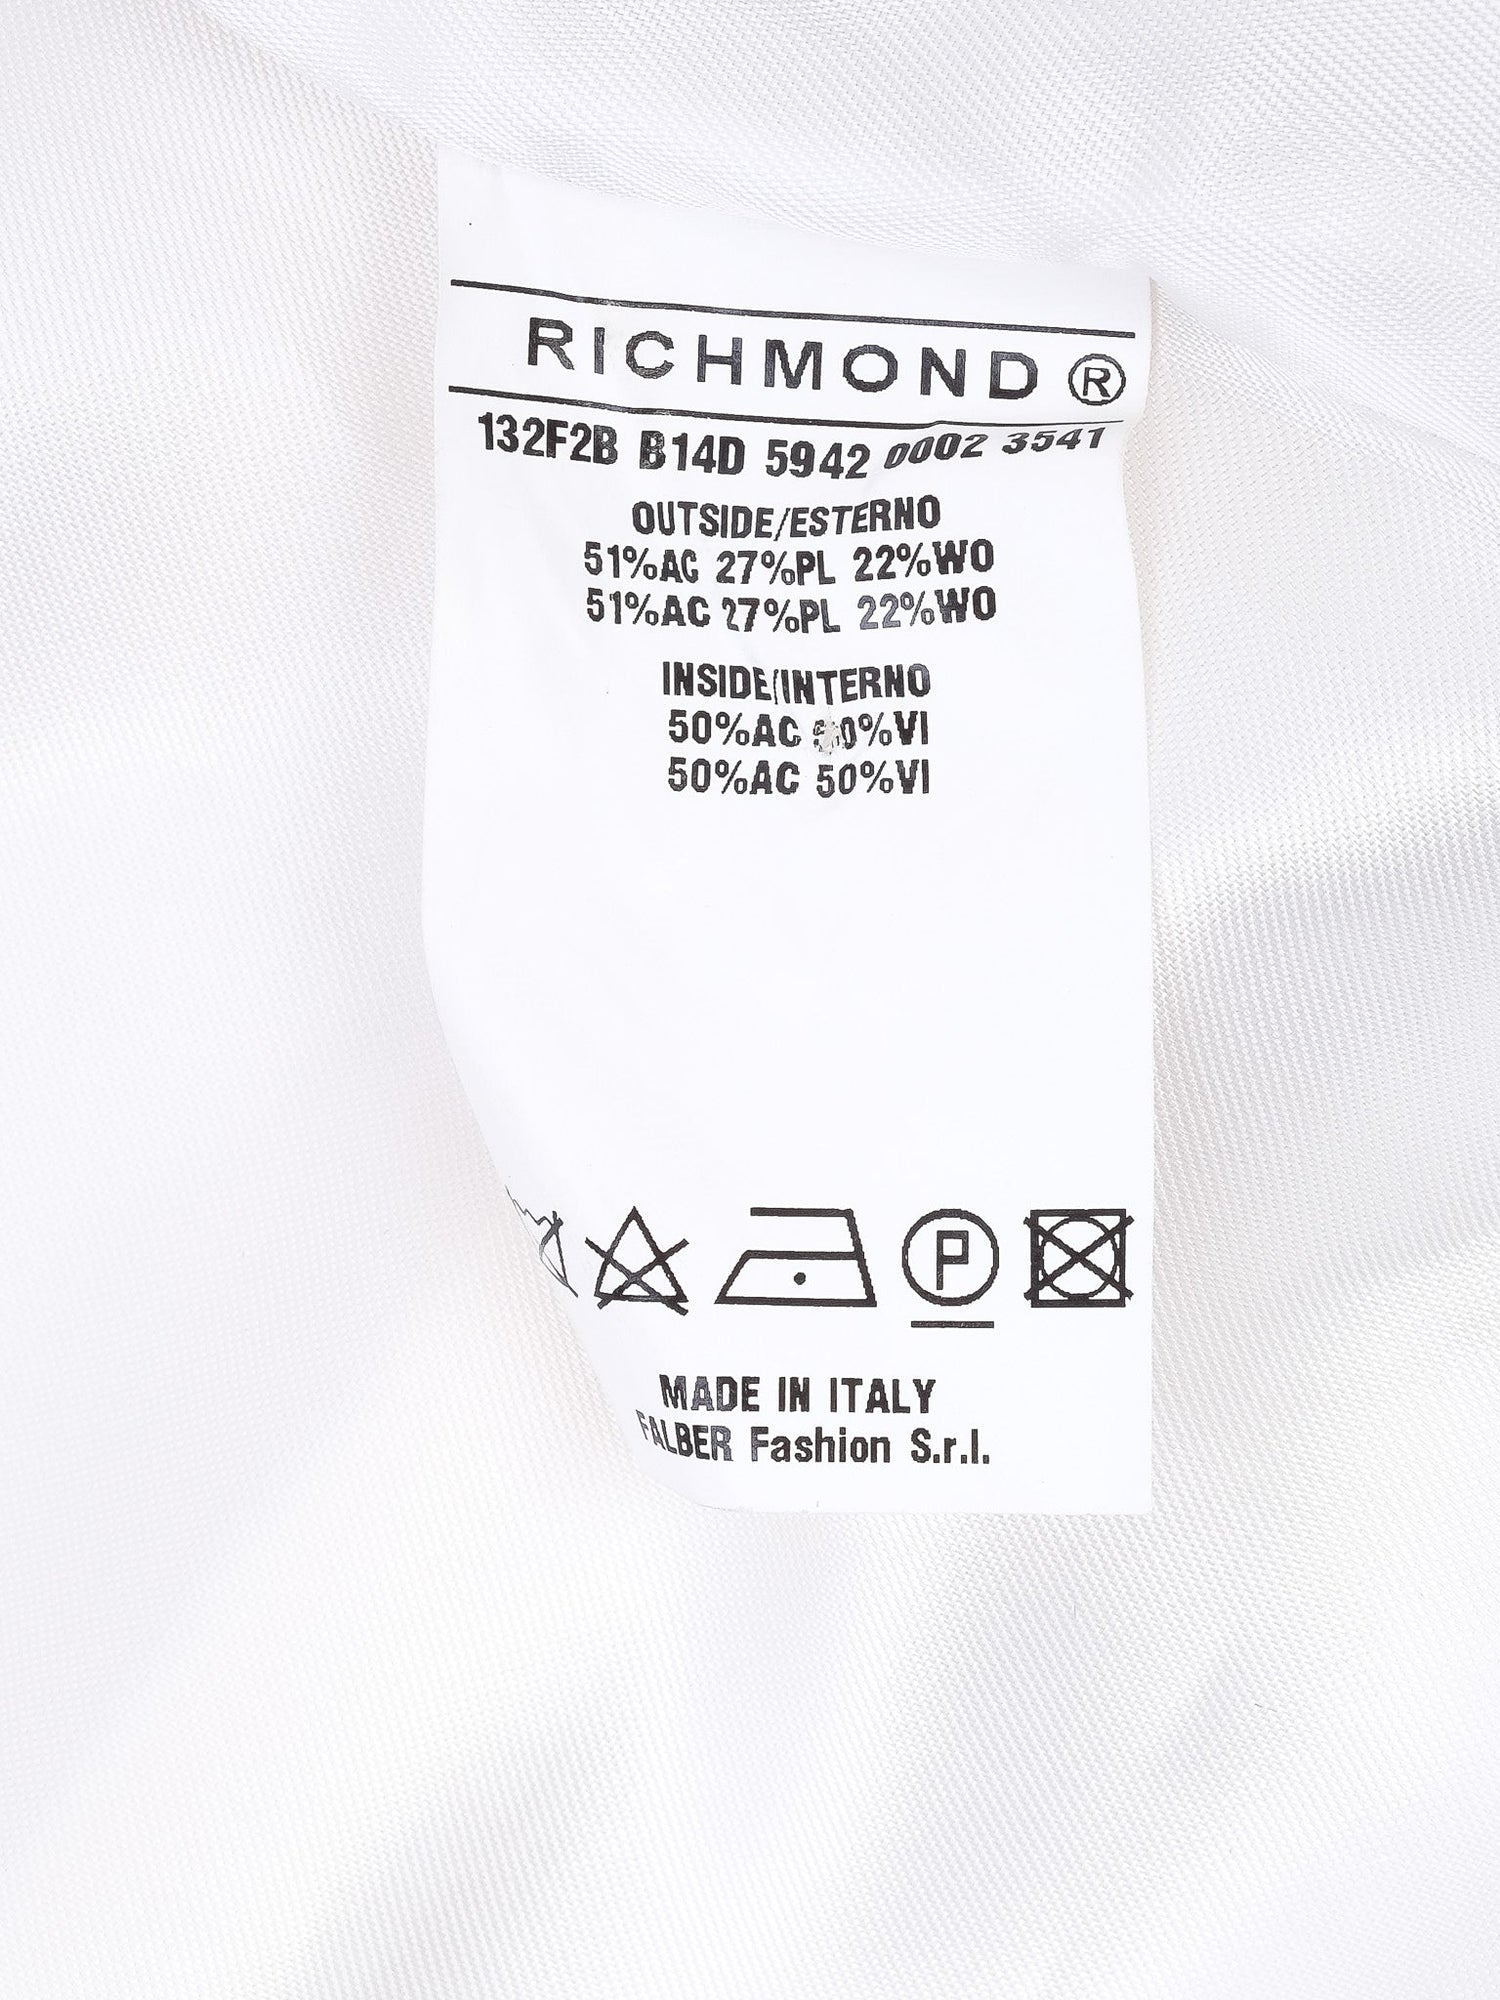 RICHMOND ®
132F2B B14D 5942 0002 3541
OUTSIDE/ESTERNO
51%AC 27%PL 22%WO
51%AC 27%PL 22%WO
INSIDE/INTERNO
50%AC 50%VI
50%AC 50%VI
P
MADE IN ITALY
FALBER Fashion S.r.l.